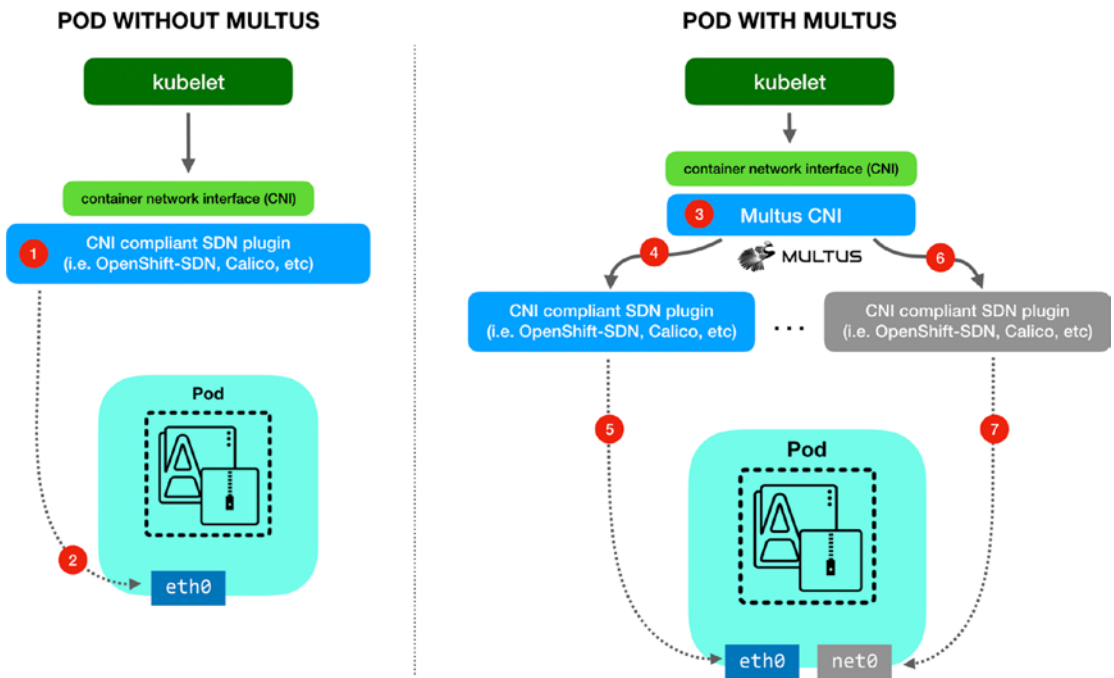 POD WITHOUT MULTUS
kubelet
container network interface (CNI)
1
CNI compliant SDN plugin
(i.e. OpenShift-SDN, Calico, etc)
Pod
2
eth0
POD WITH MULTUS
kubelet
container network interface (CNI)
3
Multus CNI
4
MULTUS
6
CNI compliant SDN plugin
(i.e. OpenShift-SDN, Calico, etc)
...
CNI compliant SDN plugin
(i.e. OpenShift-SDN, Calico, etc)
5
7
Pod
eth0
net0